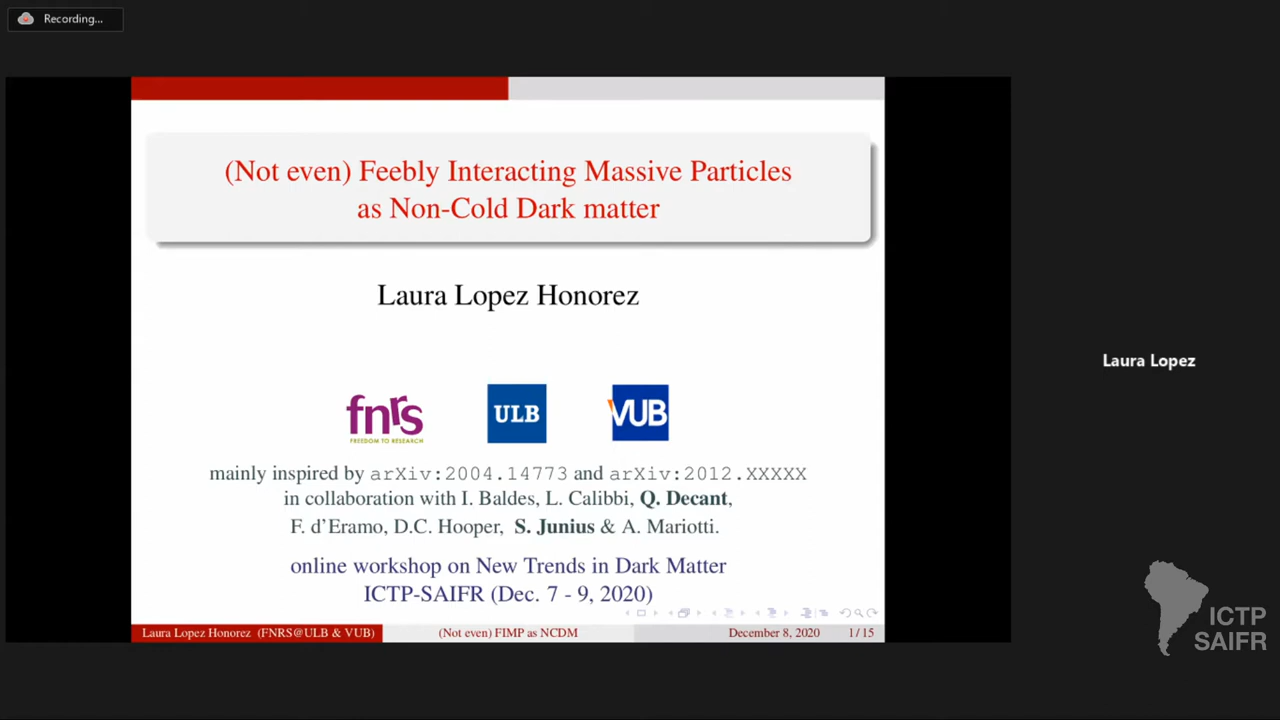 Recording...
(Not even) Feebly Interacting Massive Particles
as Non-Cold Dark matter
Laura Lopez Honorez
fnrs
FREEDOM TO RESEARCH
ULB
VUB
mainly inspired by arXiv:2004.14773 and arXiv:2012.XXXXX
in collaboration with I. Baldes, L. Calibbi, Q. Decant,
F. d'Eramo, D.C. Hooper, S. Junius & A. Mariotti.
online workshop on New Trends in Dark Matter
ICTP-SAIFR (Dec. 7 - 9, 2020)
Laura Lopez Honorez (FNRS@ULB & VUB)
(Not even) FIMP as NCDM
December 8, 2020
1 / 15
Laura Lopez
ICTP
SAIFR